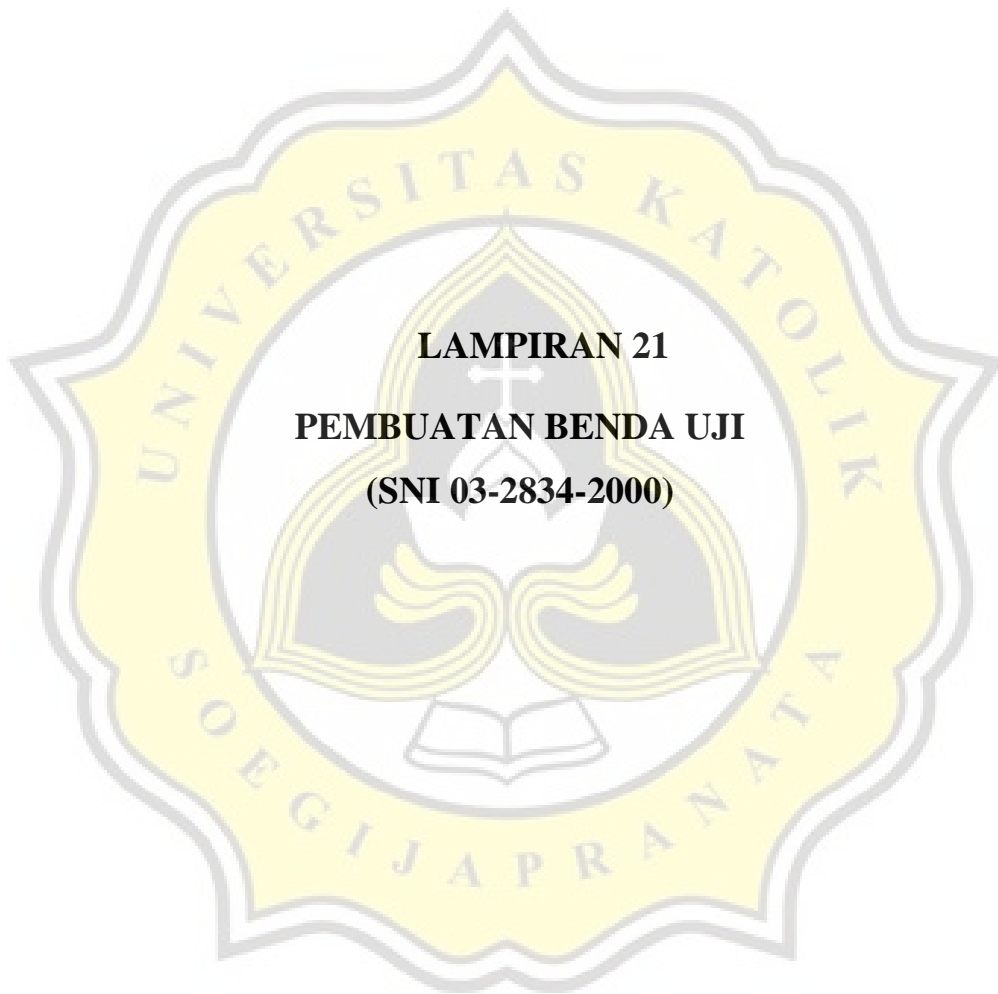 UNIVERSITAS KATOLIK
LAMPIRAN 21
PEMBUATAN BENDA UJI
(SNI 03-2834-2000)
SOEGIJAPRANATA